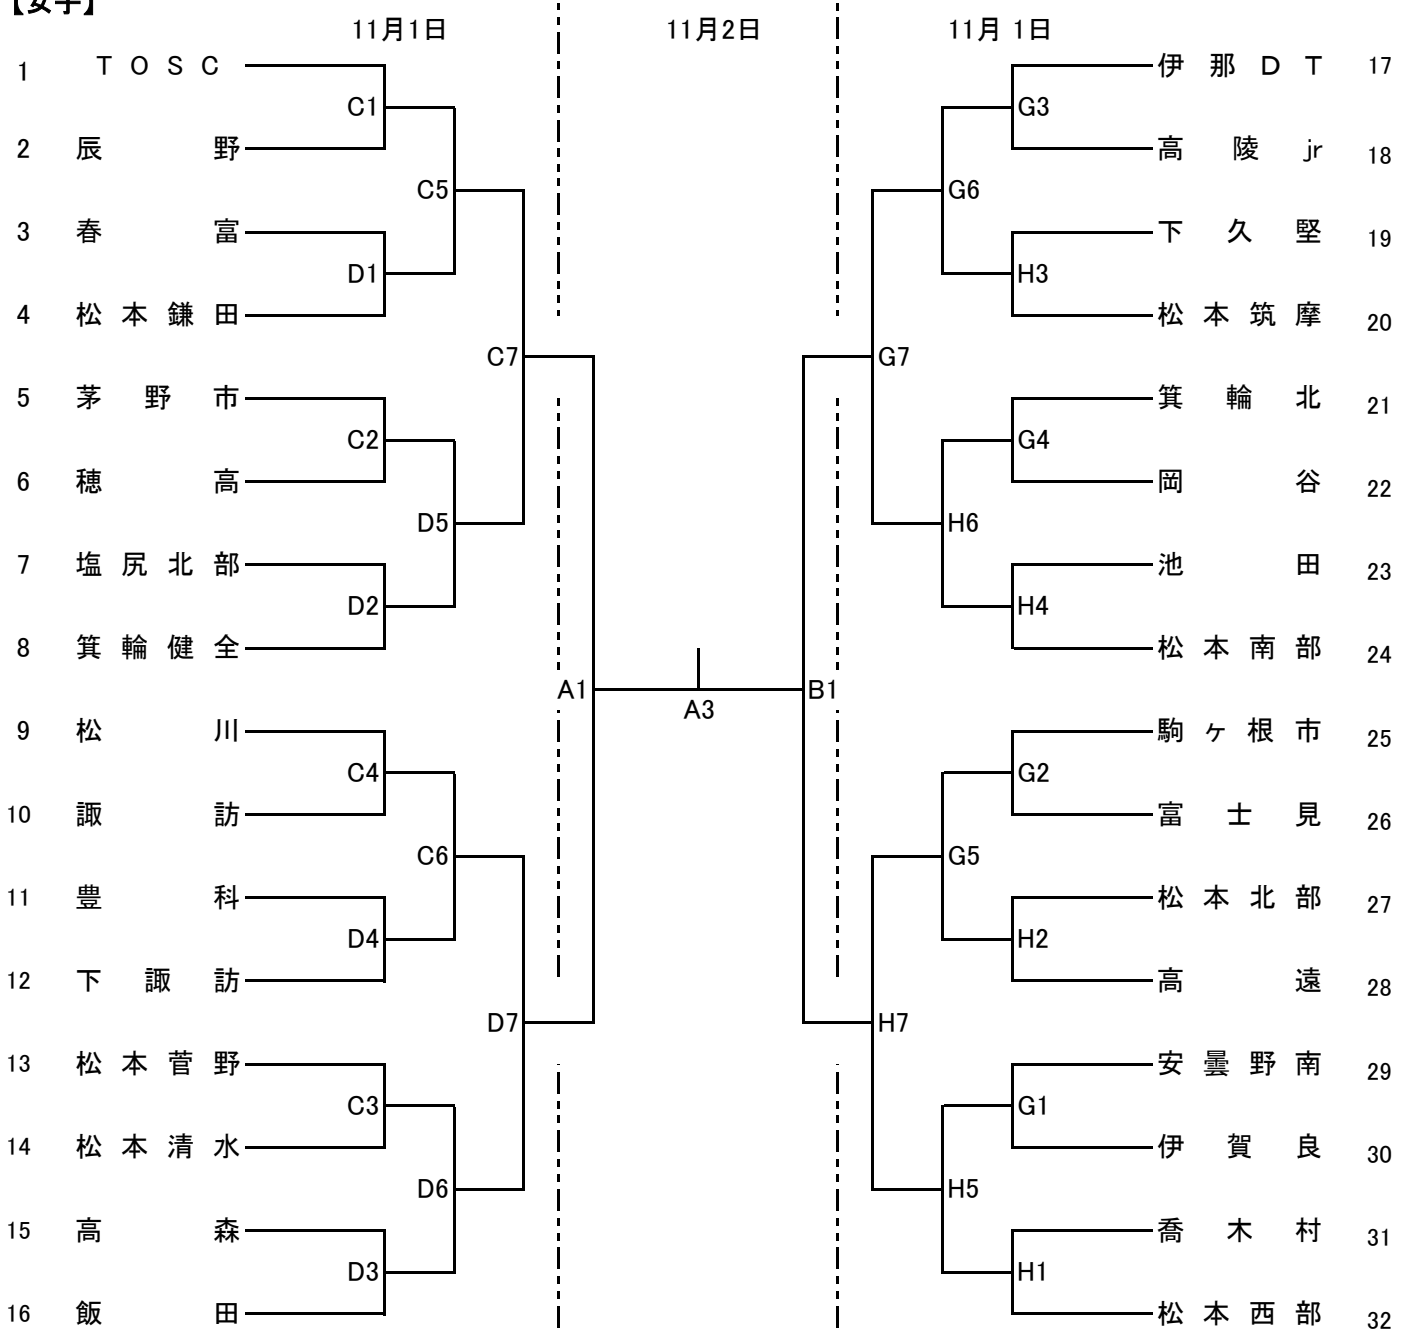 【女子】
11月1日 11月2日 11月 1日
1 TOSC 伊那DT 17
C1 G3
2 辰野 高陵jr 18
C5 G6
3 春富 下久堅 19
D1 H3
4 松本鎌田 松本筑摩 20
C7 G7
5 茅野市 箕輪北 21
C2 G4
6 穂高 岡谷 22
D5 H6
7 塩尻北部 池田 23
D2 H4
8 箕輪健全 松本南部 24
A1 B1
A3
9 松川 駒ヶ根市 25
C4 G2
10 諏訪 富士見 26
C6 G5
11 豊科 松本北部 27
D4 H2
12 下諏訪 高遠 28
D7 H7
13 松本菅野 安曇野南 29
C3 G1
14 松本清水 伊賀良 30
D6 H5
15 高森 喬木村 31
D3 H1
16 飯田 松本西部 32